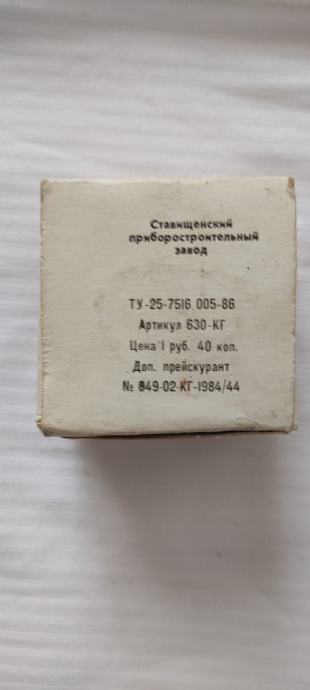 Ставищенский
приборостроительный
завод
ТУ-25-7516 005-86
Артикул 630-КГ
Цена 1 руб. 40 коп.
Доп. прейскурант
№ 849-02-КГ-1984/44